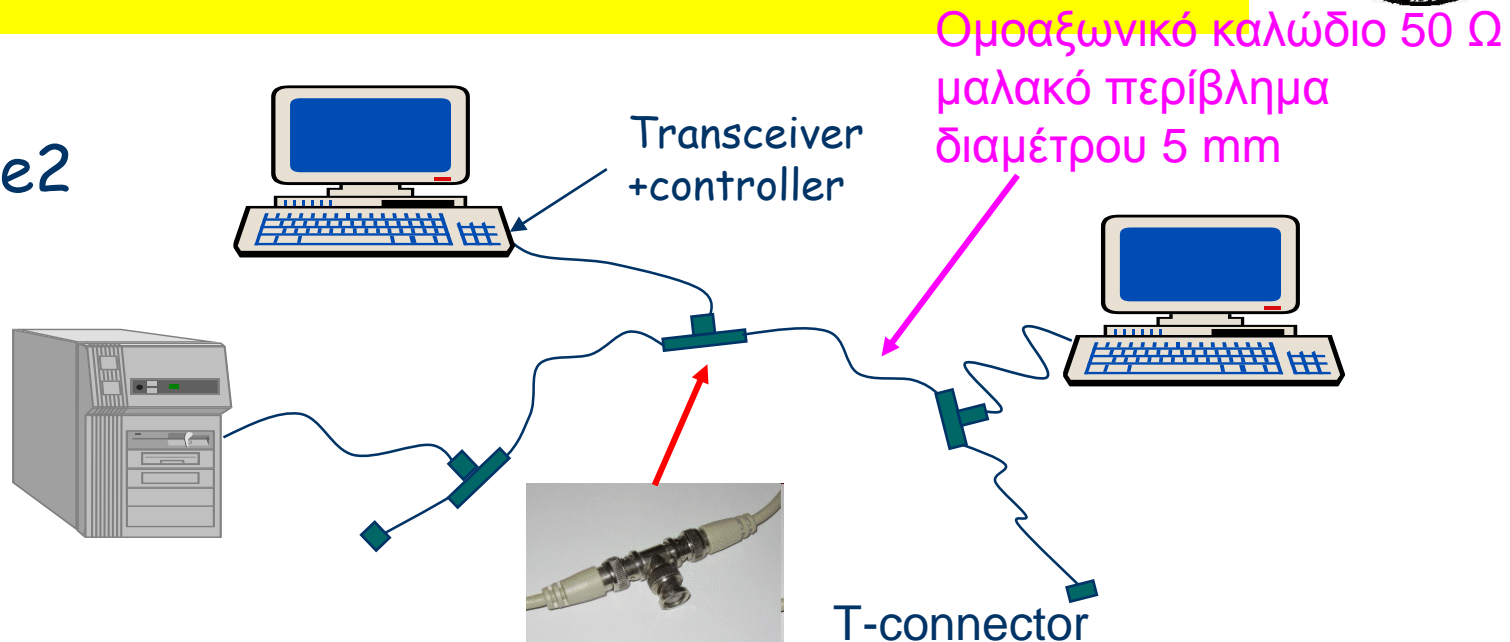 Ομοαξωνικό καλώδιο 50 Ω
μαλακό περίβλημα
διαμέτρου 5 mm
e2
Transceiver
+controller
T-connector